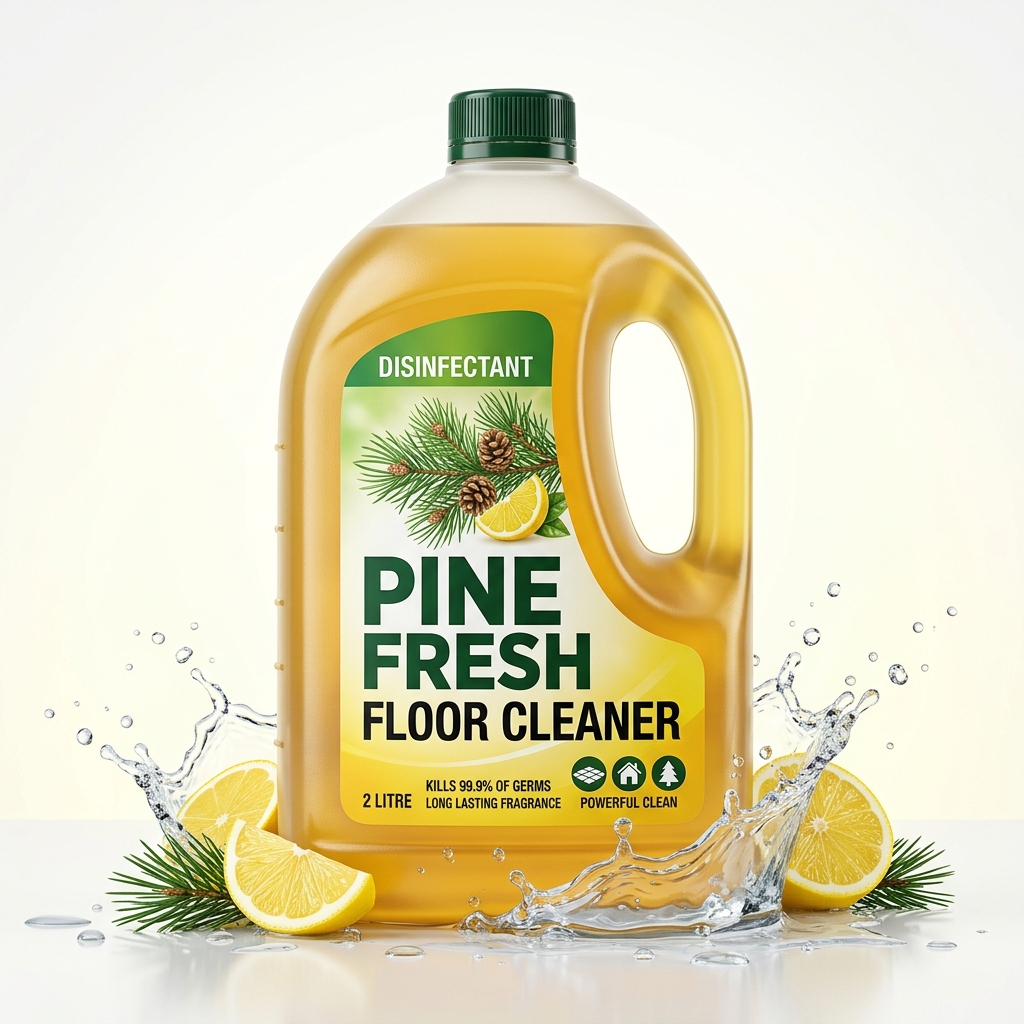 DISINFECTANT
PINE
FRESH
FLOOR CLEANER
2 LITRE
KILLS 99.9% OF GERMS
LONG LASTING FRAGRANCE
POWERFUL CLEAN